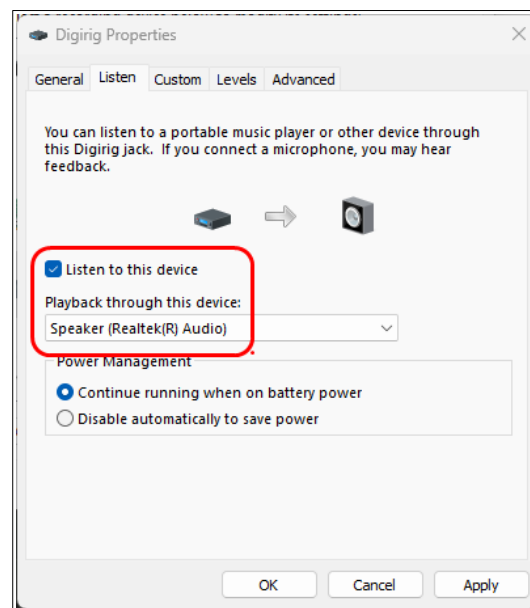 Digirig Properties
General Listen Custom Levels Advanced
You can listen to a portable music player or other device through
this Digirig jack. If you connect a microphone, you may hear
feedback.
Listen to this device
Playback through this device:
Speaker (Realtek(R) Audio)
Power Management
Continue running when on battery power
Disable automatically to save power
OK Cancel Apply